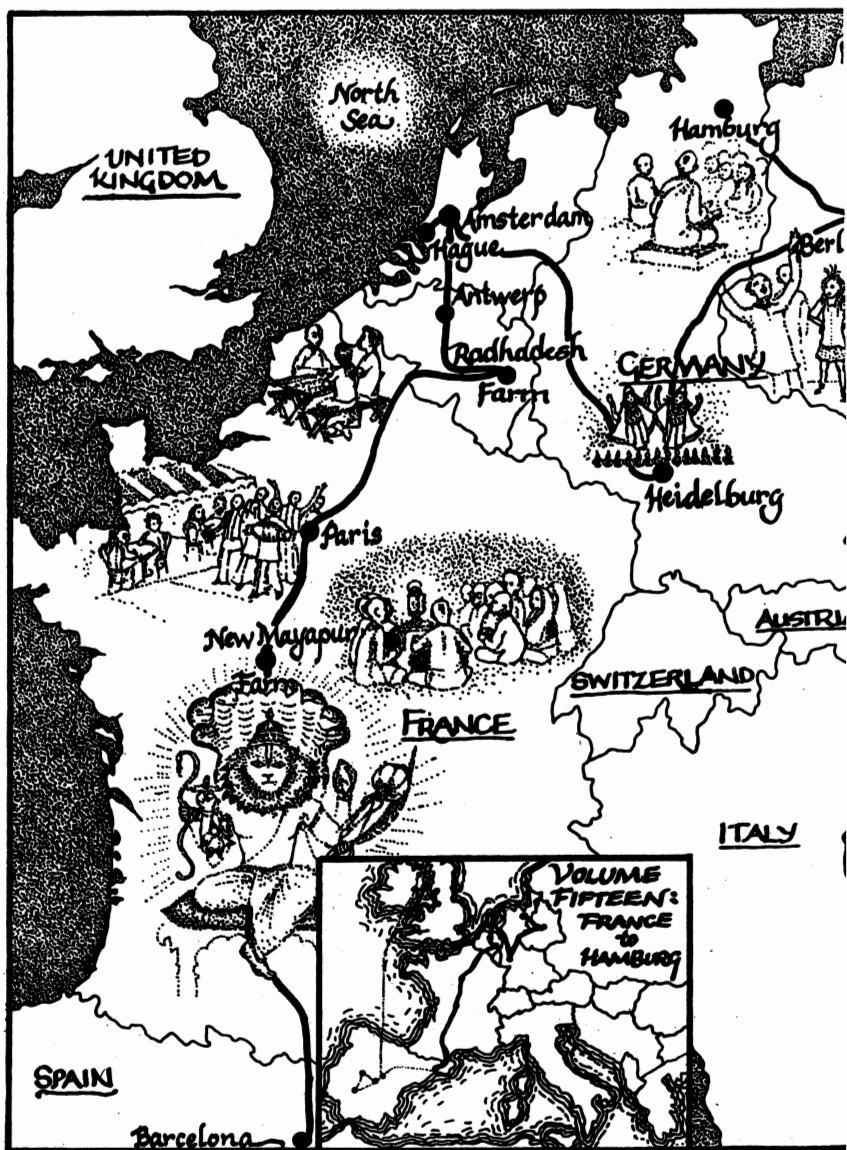 North
Sea
UNITED
KINGDOM
Hamburg
Amsterdam
Hague
Berl
Antwerp
Radhadesh
Farm
GERMANY
Heidelburg
Paris
New Mayapur
Farm
AUSTRI
SWITZERLAND
FRANCE
ITALY
VOLUME
FIFTEEN:
FRANCE
to
HAMBURG
SPAIN
Barcelona